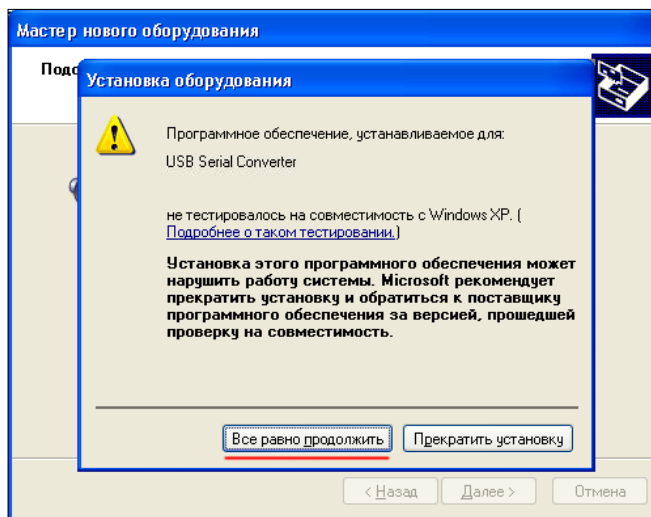 Мастер нового оборудования
Подо
Установка оборудования
Программное обеспечение, устанавливаемое для:
USB Serial Converter
не тестировалось на совместимость с Windows XP. (
Подробнее о таком тестировании.)
Установка этого программного обеспечения может
нарушить работу системы. Microsoft рекомендует
прекратить установку и обратиться к поставщику
программного обеспечения за версией, прошедшей
проверку на совместимость.
Все равно продолжить
Прекратить установку
< Назад
Далее >
Отмена